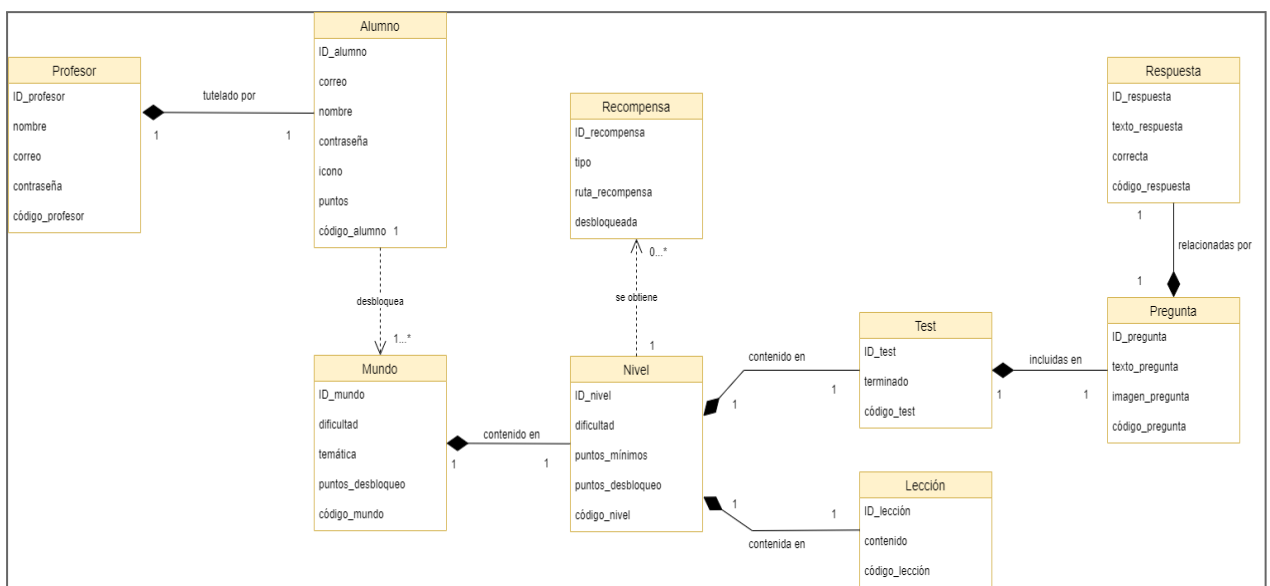 Alumno
ID_alumno
correo
nombre
contraseña
icono
puntos
código_alumno 1
Profesor
ID_profesor
nombre
correo
contraseña
código_profesor
tutelado por
1
1
Recompensa
ID_recompensa
tipo
ruta_recompensa
desbloqueada
0...*
se obtiene
1
Respuesta
ID_respuesta
texto_respuesta
correcta
código_respuesta
1
relacionadas por
1
desbloquea
1...*
Mundo
ID_mundo
dificultad
temática
puntos_desbloqueo
código_mundo
contenido en
1
1
Nivel
ID_nivel
dificultad
puntos_mínimos
puntos_desbloqueo
código_nivel
contenido en
1
1
Test
ID_test
terminado
código_test
incluidas en
1
1
Pregunta
ID_pregunta
texto_pregunta
imagen_pregunta
código_pregunta
1
1
contenida en
Lección
ID_lección
contenido
código_lección